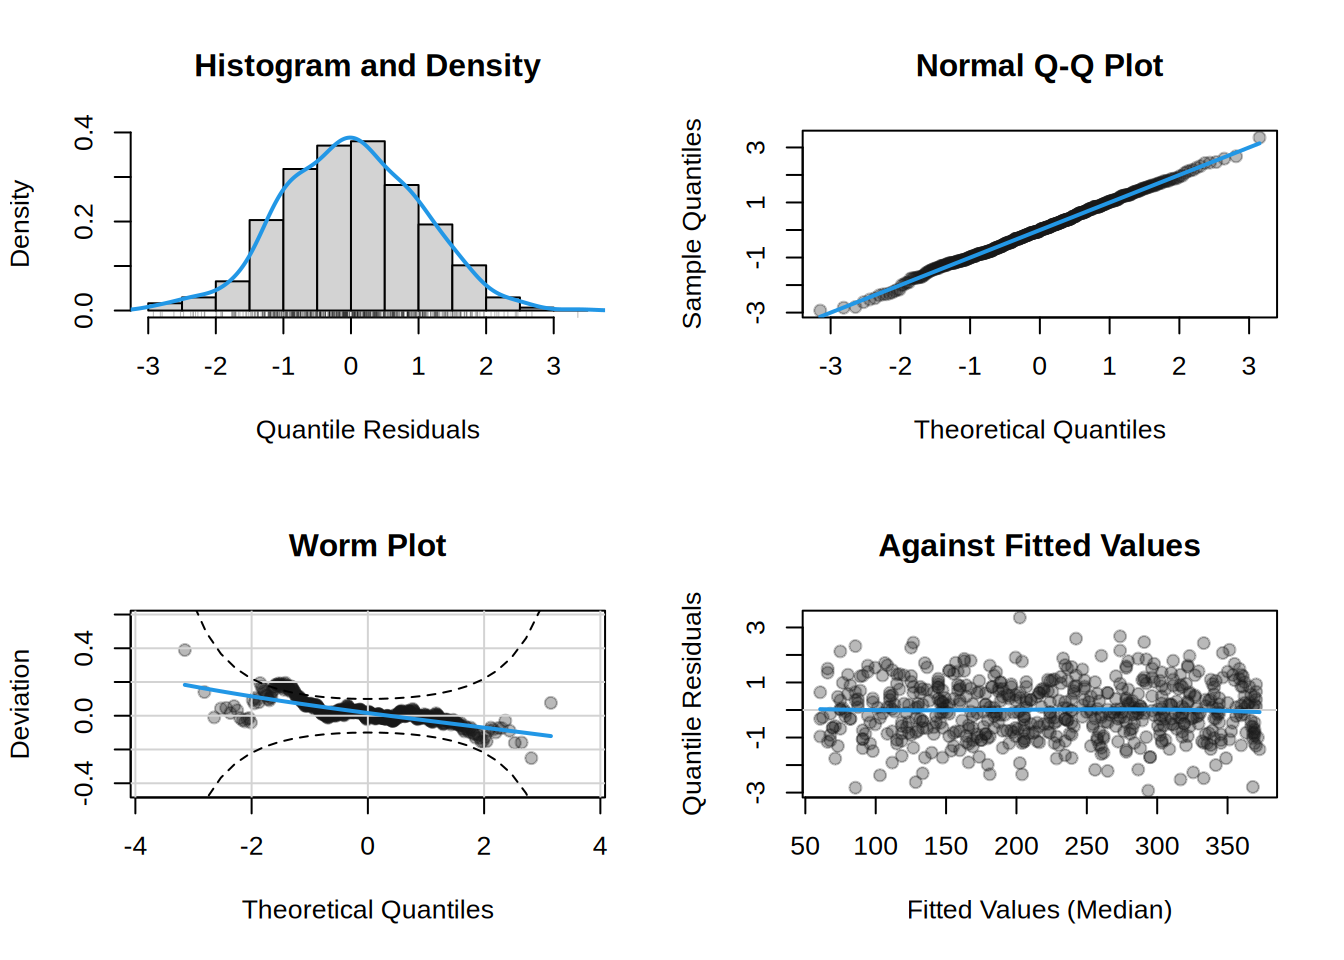 Histogram and Density
Density
0.0 0.2 0.4
-3 -2 -1 0 1 2 3
Quantile Residuals
Normal Q-Q Plot
Sample Quantiles
-3 -1 1 3
-3 -2 -1 0 1 2 3
Theoretical Quantiles
Worm Plot
Deviation
-0.4 0.0 0.4
-4 -2 0 2 4
Theoretical Quantiles
Against Fitted Values
Quantile Residuals
-3 -1 1 3
50 100 150 200 250 300 350
Fitted Values (Median)